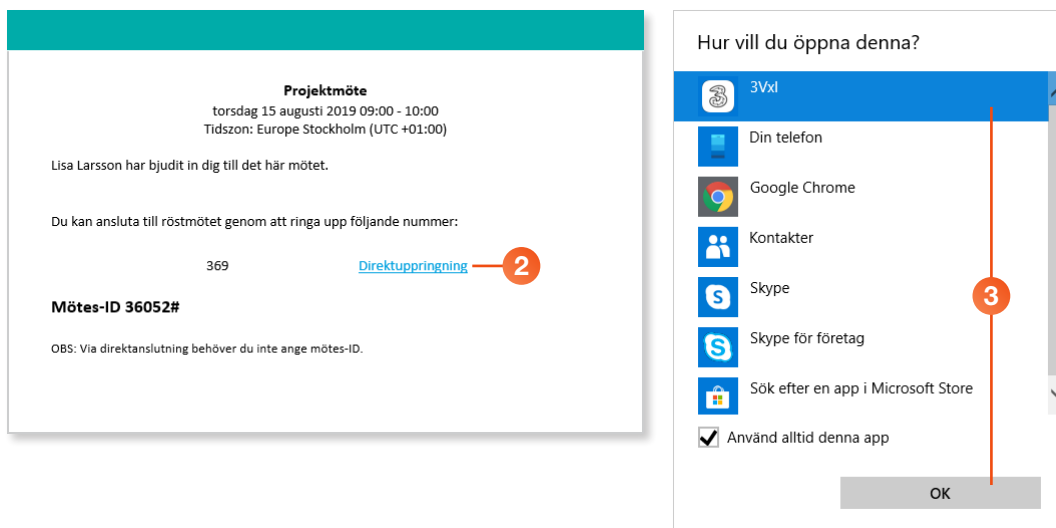 Projektmöte
torsdag 15 augusti 2019 09:00 - 10:00
Tidszon: Europe Stockholm (UTC +01:00)
Lisa Larsson har bjudit in dig till det här mötet.
Du kan ansluta till röstmötet genom att ringa upp följande nummer:
369 Direktuppringning 2
Mötes-ID 36052#
OBS: Via direktanslutning behöver du inte ange mötes-ID.
Hur vill du öppna denna?
3 3Vxl
Din telefon
Google Chrome
Kontakter
S Skype
3
S Skype för företag
Sök efter en app i Microsoft Store
Använd alltid denna app
OK